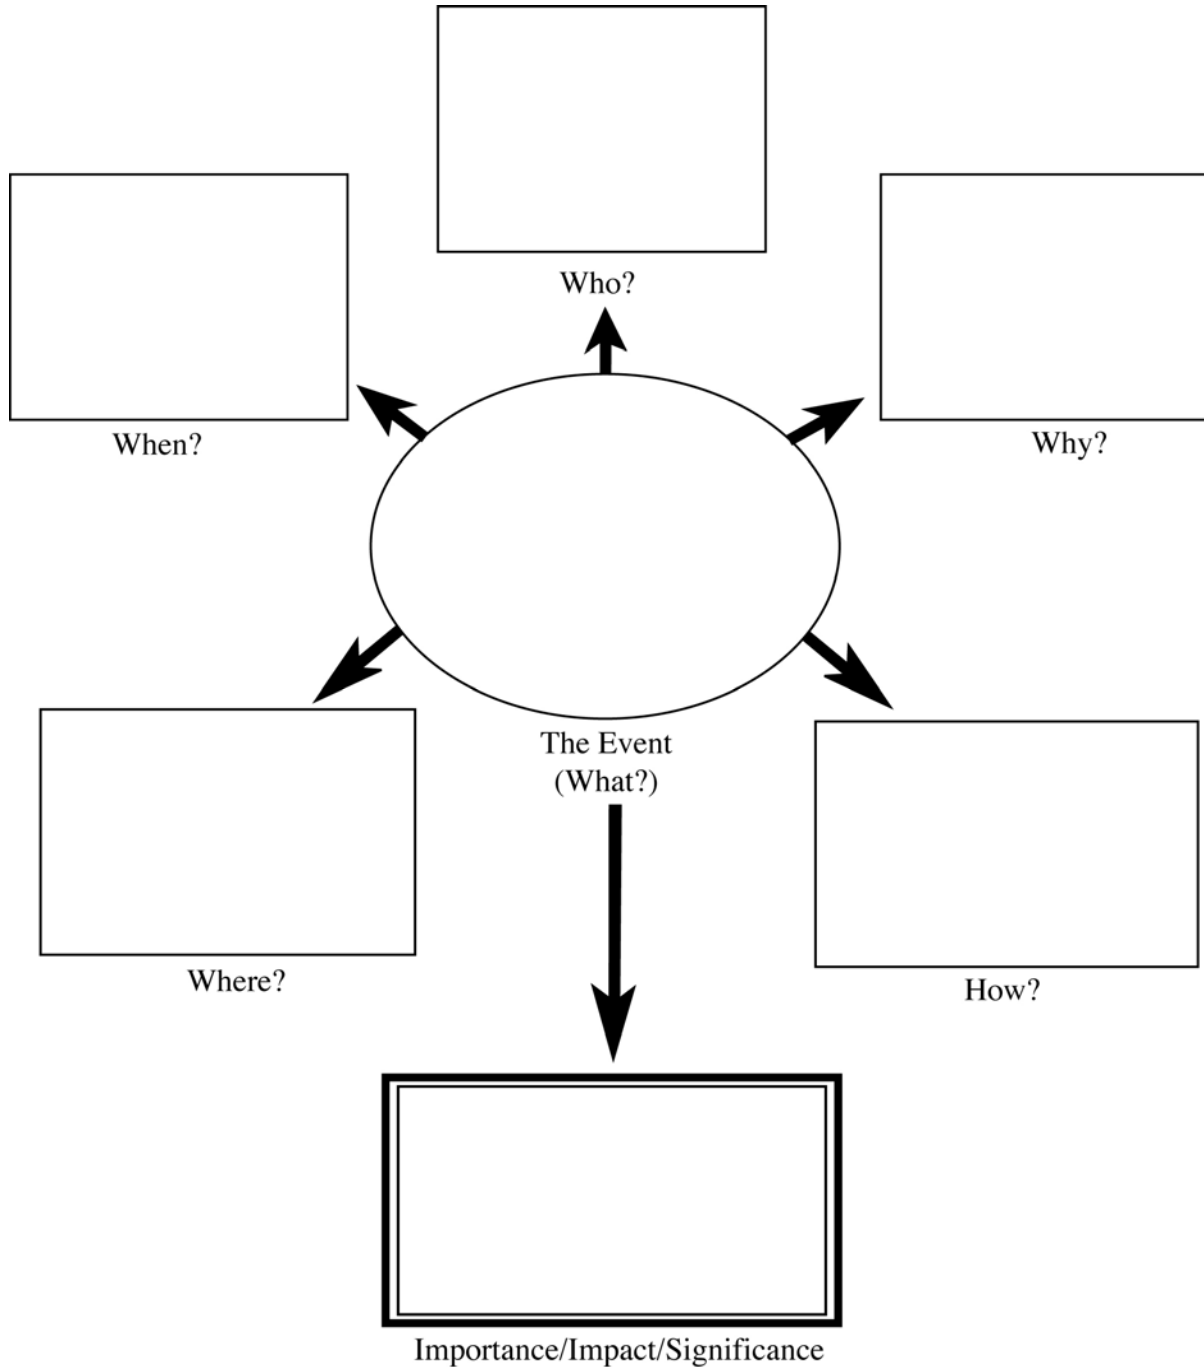 Who?
When?
Why?
The Event
(What?)
Where?
How?
Importance/Impact/Significance